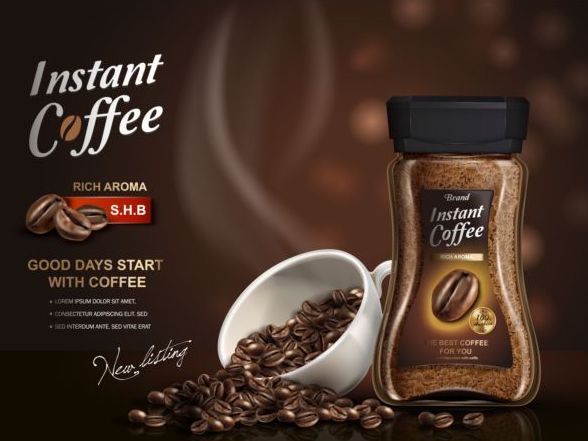 Instant
Coffee
RICH AROMA
S.H.B
GOOD DAYS START
WITH COFFEE
LOREM IPSUM DOLOR SIT AMET,
CONSECTETUR ADIPISCING ELIT. SED
SED INTERDUM ANTE. SED VITAE ERAT
New listing
Brand
Instant
Coffee
RICH AROMA
100%
THE BEST COFFEE
FOR YOU